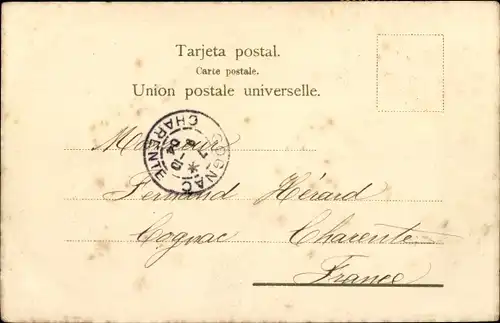 Tarjeta postal.
Carte postale.
Union postale universelle.
COGNAC
CHARENTE
Monsieur
Fernand Hérard
Cognac Charente
France